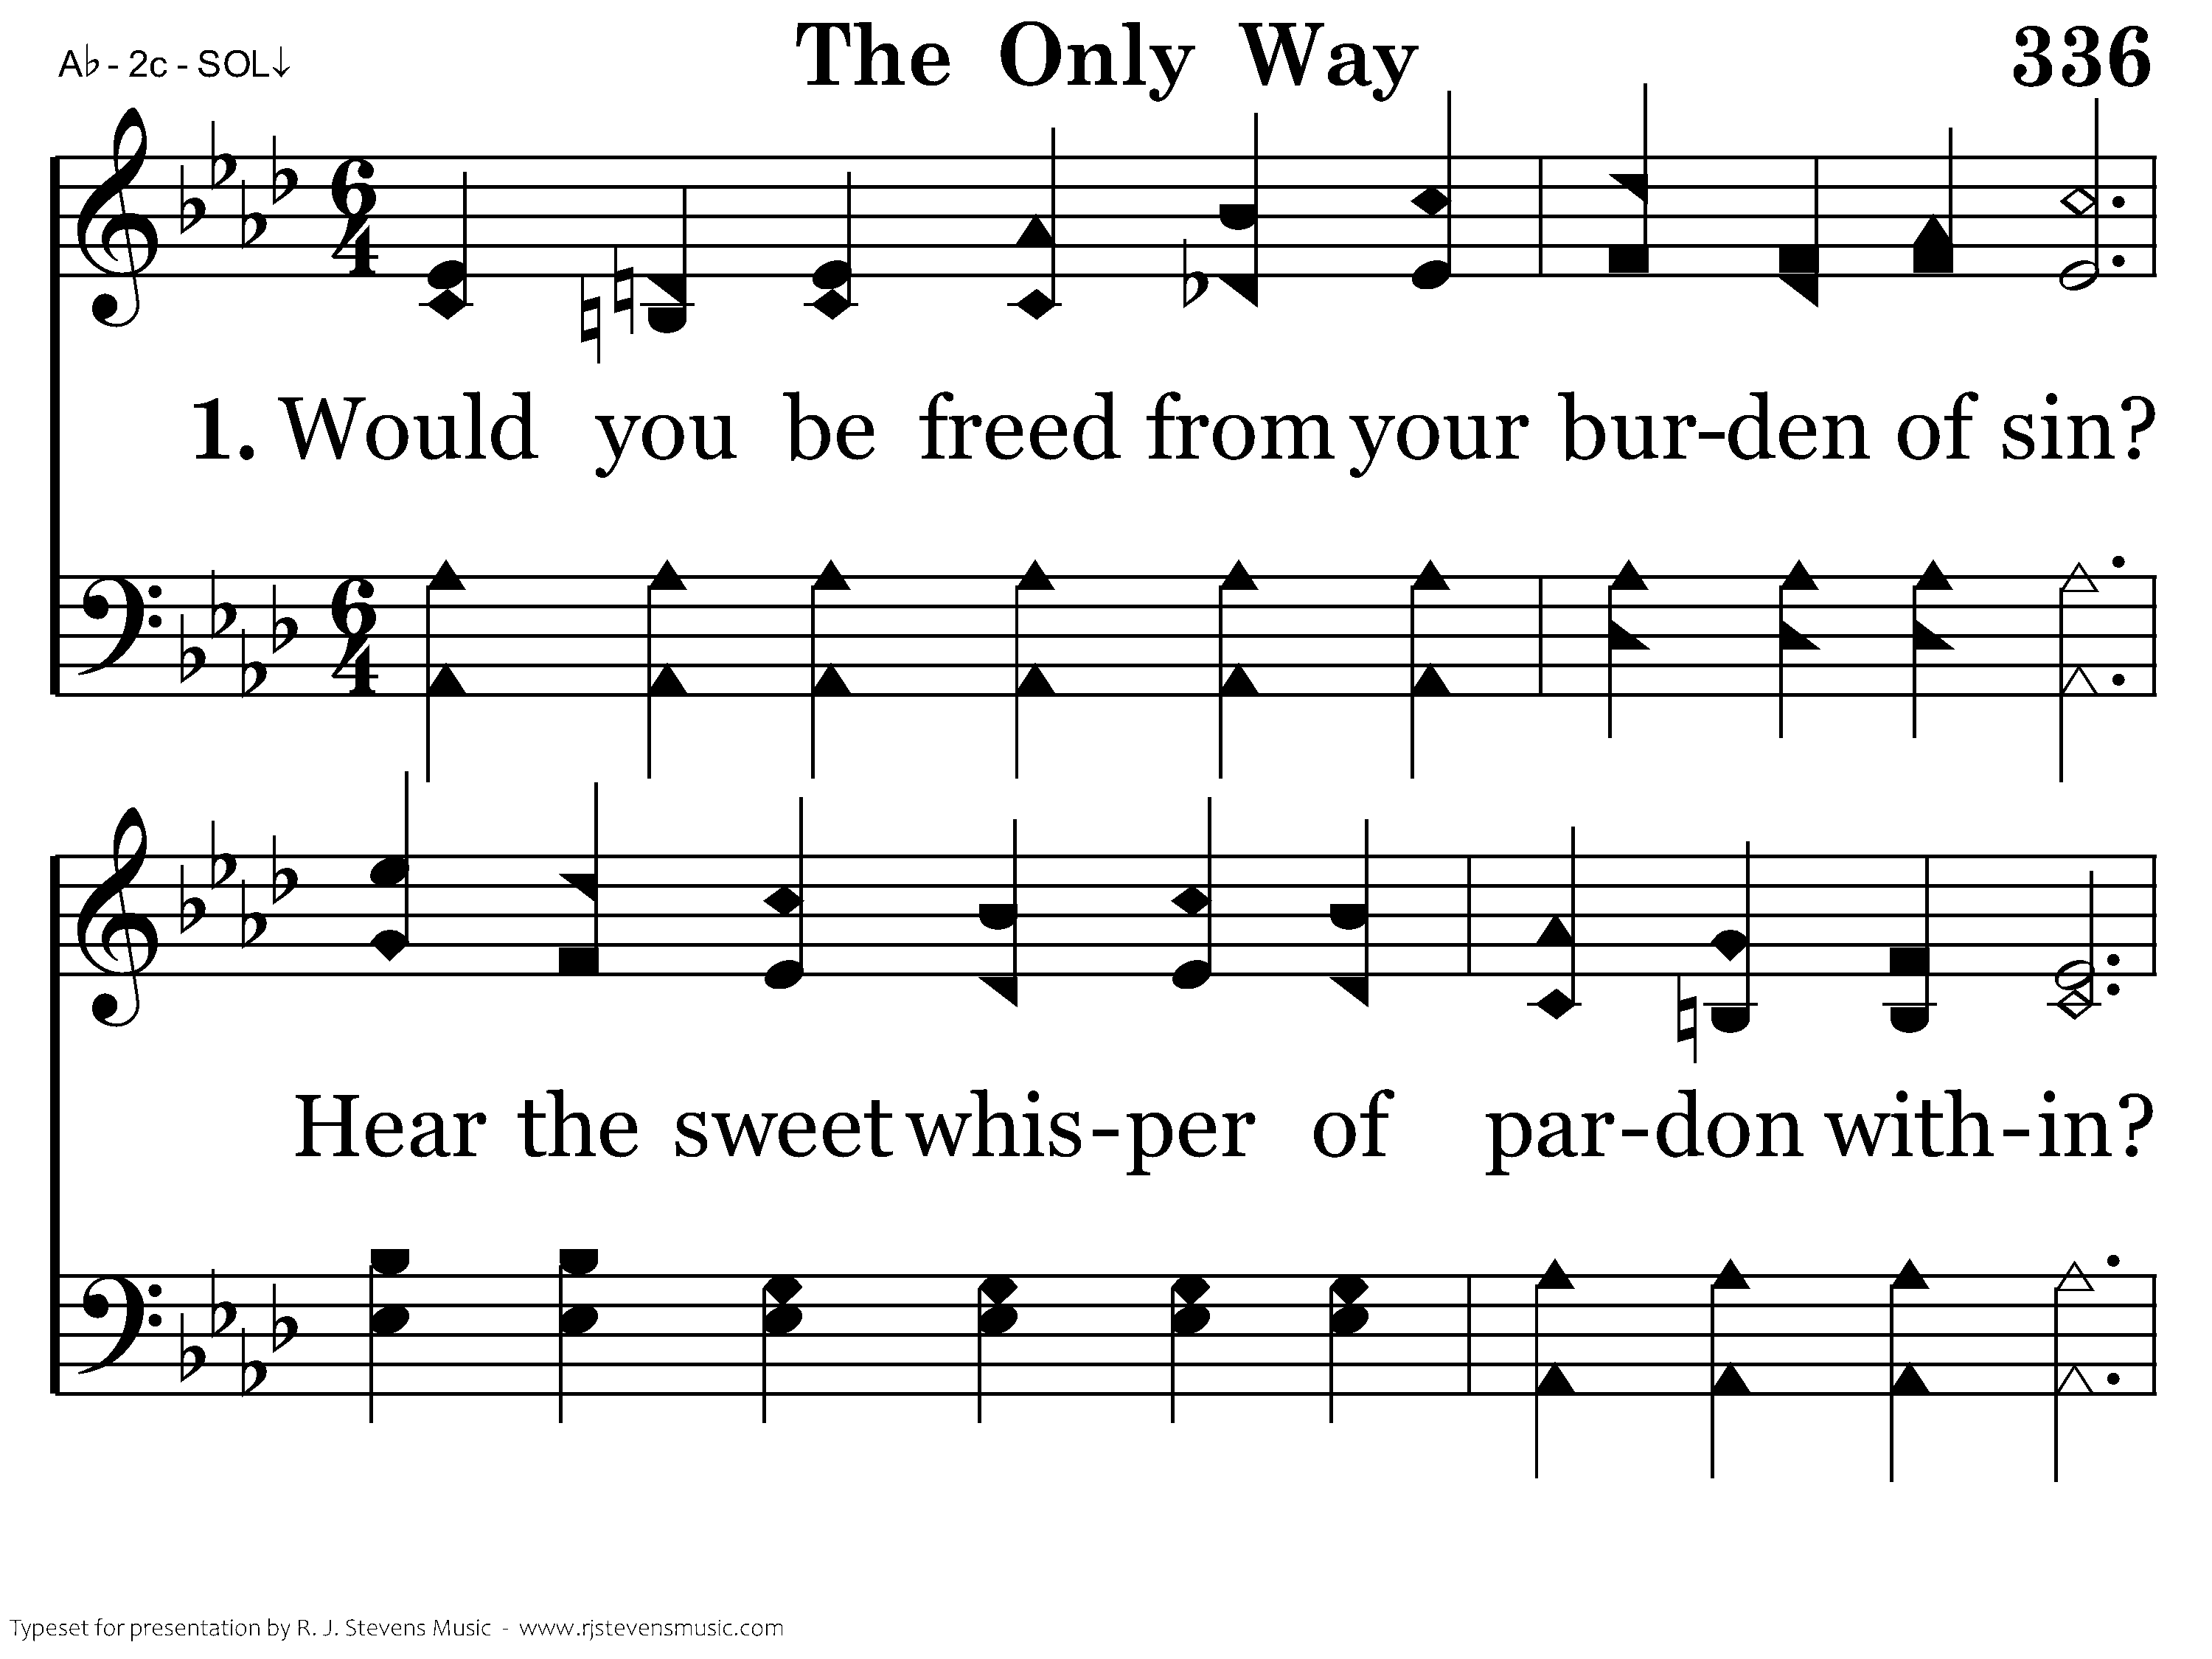 A♭ - 2c - SOL↓
The Only Way
336
1. Would you be freed from your bur-den of sin?
Hear the sweet whis-per of par-don with-in?
Typeset for presentation by R. J. Stevens Music - www.rjstevensmusic.com